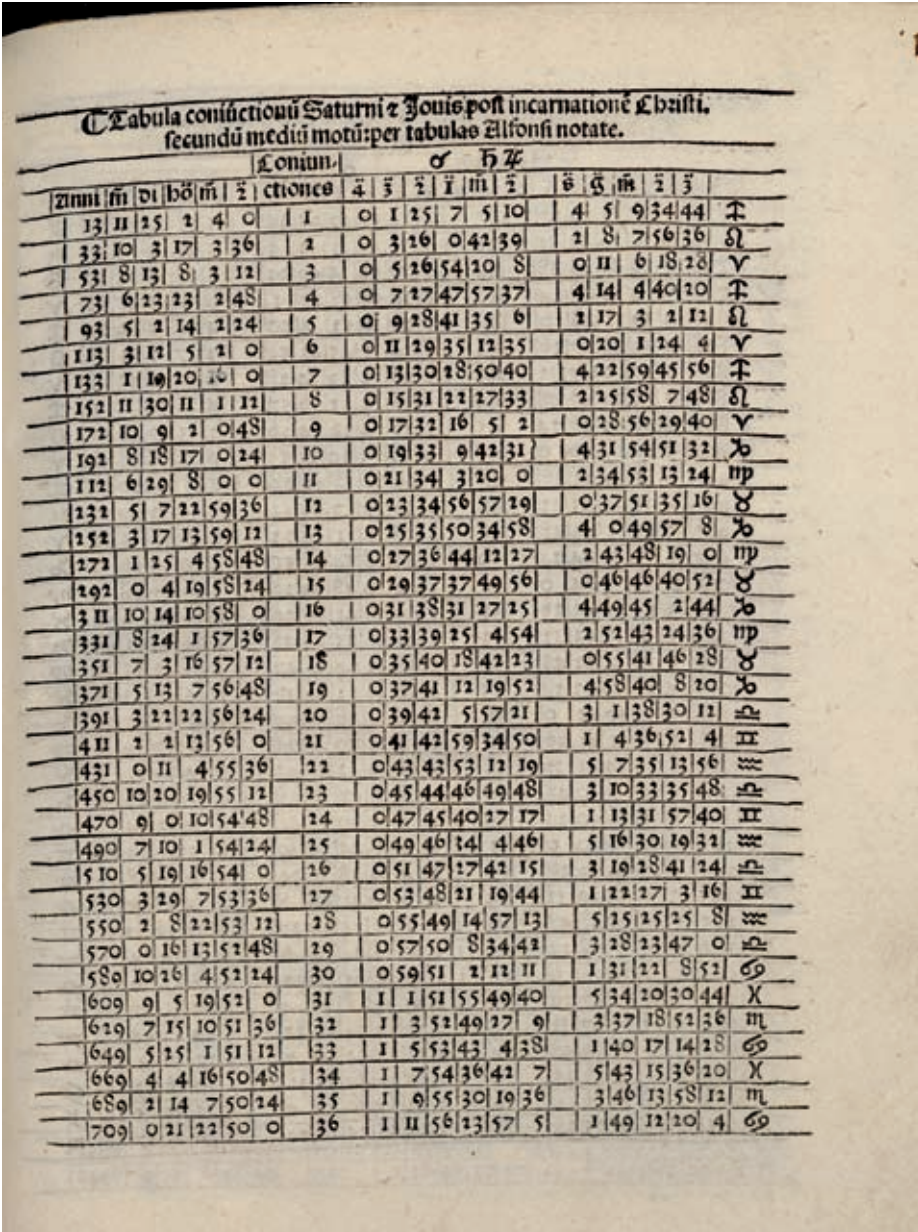 Tabula coniūctionū Saturni ⁊ Jouis post incarnationē Christi.
secundū mediū motū: per tabulas Alfonsi notate.
Coniun. ☌ ♄ ♃
Anni m̄ di hō m̄ 2̈ ctiones 4̈ 3̈ 2̈ 1̈ m̄ 2̈ s̄ ḡ m̄ 2̈ 3̈
13 11 25 2 4 0 1 0 1 25 7 5 10 4 5 9 34 44 ♐
33 10 3 17 3 36 2 0 3 26 0 42 39 2 8 7 56 36 ♌
53 8 13 8 3 12 3 0 5 26 54 20 8 0 11 6 18 28 ♈
73 6 23 23 2 48 4 0 7 27 47 57 37 4 14 4 40 20 ♐
93 5 2 14 2 24 5 0 9 28 41 35 6 2 17 3 2 12 ♌
113 3 12 5 2 0 6 0 11 29 35 12 35 0 20 1 24 4 ♈
133 1 19 20 0 7 0 13 30 28 50 40 4 22 59 45 56 ♐
152 11 30 11 1 12 8 0 15 31 22 27 33 2 25 58 7 48 ♌
172 10 9 2 0 48 9 0 17 32 16 5 2 0 28 56 29 40 ♈
192 8 18 17 0 24 10 0 19 33 9 42 31 4 31 54 51 32 ♑
112 6 29 8 0 0 11 0 21 34 3 20 0 2 34 53 13 24 ♍
232 5 7 22 59 36 12 0 23 34 56 57 29 0 37 51 35 16 ♉
252 3 17 13 59 12 13 0 25 35 50 34 58 4 0 49 57 8 ♑
272 1 25 4 58 48 14 0 27 36 44 12 27 2 43 48 19 0 ♍
292 0 4 19 58 24 15 0 29 37 37 49 56 0 46 46 40 52 ♉
311 10 14 10 58 0 16 0 31 38 31 27 25 4 49 45 2 44 ♑
331 8 24 1 57 36 17 0 33 39 25 4 54 2 52 43 24 36 ♍
351 7 3 16 57 12 18 0 35 40 18 42 23 0 55 41 46 28 ♉
371 5 13 7 56 48 19 0 37 41 12 19 52 4 58 40 8 20 ♑
391 3 22 22 56 24 20 0 39 42 5 57 21 3 1 38 30 12 ♎
411 2 2 13 56 0 21 0 41 42 59 34 50 1 4 36 52 4 ♊
431 0 11 4 55 36 22 0 43 43 53 12 19 5 7 35 13 56 ♒
450 10 20 19 55 12 23 0 45 44 46 49 48 3 10 33 35 48 ♎
470 9 0 10 54 48 24 0 47 45 40 27 17 1 13 31 57 40 ♊
490 7 10 1 54 24 25 0 49 46 24 4 46 5 16 30 19 32 ♒
510 5 19 16 54 0 26 0 51 47 27 42 15 3 19 28 41 24 ♎
530 3 29 7 53 36 27 0 53 48 21 19 44 1 22 27 3 16 ♊
550 2 8 22 53 12 28 0 55 49 14 57 13 5 25 25 25 8 ♒
570 0 16 13 52 48 29 0 57 50 8 34 42 3 28 23 47 0 ♎
589 10 26 4 52 24 30 0 59 51 2 12 11 1 31 22 8 52 ♋
609 9 5 19 52 0 31 1 1 51 55 49 40 5 34 20 30 44 ♓
629 7 15 10 51 36 32 1 3 52 49 27 9 3 37 18 52 36 ♏
649 5 25 1 51 12 33 1 5 53 43 4 38 1 40 17 14 28 ♋
669 4 4 16 50 48 34 1 7 54 36 42 7 5 43 15 36 20 ♓
689 2 14 7 50 24 35 1 9 55 30 19 36 3 46 13 58 12 ♏
709 0 21 22 50 0 36 1 11 56 23 57 5 1 49 12 20 4 ♋